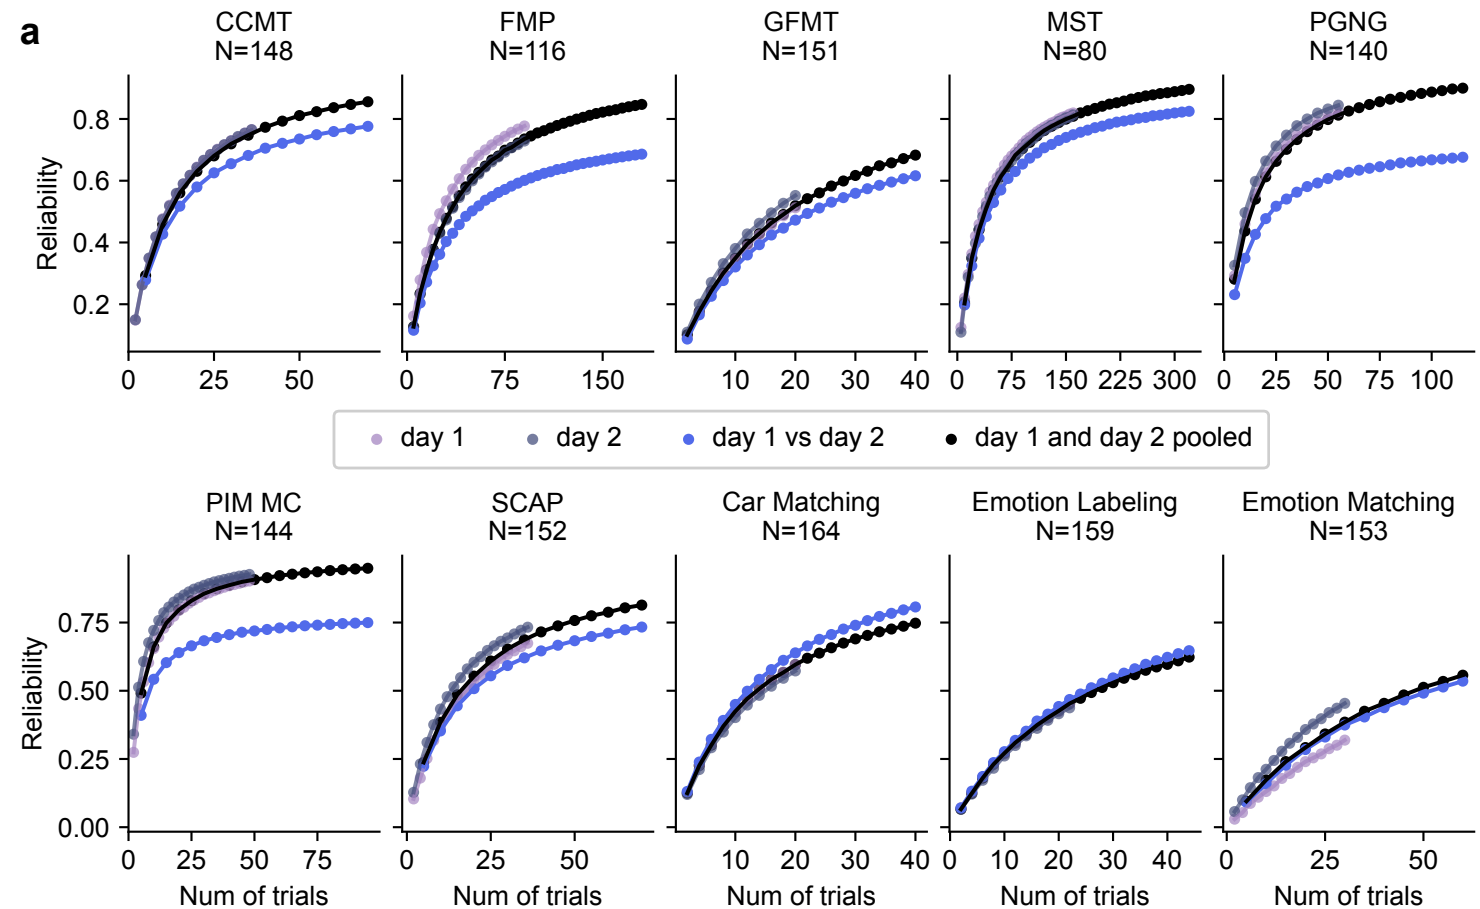 a
CCMT
N=148
FMP
N=116
GFMT
N=151
MST
N=80
PGNG
N=140
Reliability
0.8
0.6
0.4
0.2
0 25 50
0 75 150
10 20 30 40
0 75 150 225 300
0 25 50 75 100
day 1 day 2 day 1 vs day 2 day 1 and day 2 pooled
PIM MC
N=144
SCAP
N=152
Car Matching
N=164
Emotion Labeling
N=159
Emotion Matching
N=153
Reliability
0.75
0.50
0.25
0.00
0 25 50 75
0 25 50
10 20 30 40
0 10 20 30 40
0 25 50
Num of trials
Num of trials
Num of trials
Num of trials
Num of trials